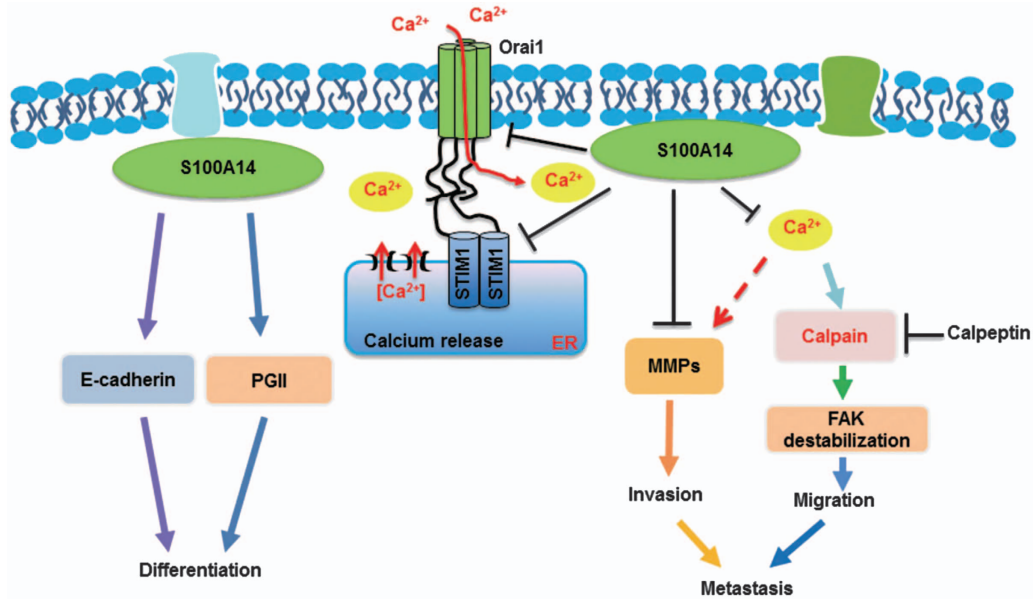 Ca²⁺
Ca²⁺
Orai1
S100A14
S100A14
Ca²⁺
Ca²⁺
Ca²⁺
STIM1
STIM1
[Ca²⁺]
Calcium release
ER
Calpain
Calpeptin
MMPs
E-cadherin
PGII
FAK
destabilization
Invasion
Migration
Differentiation
Metastasis